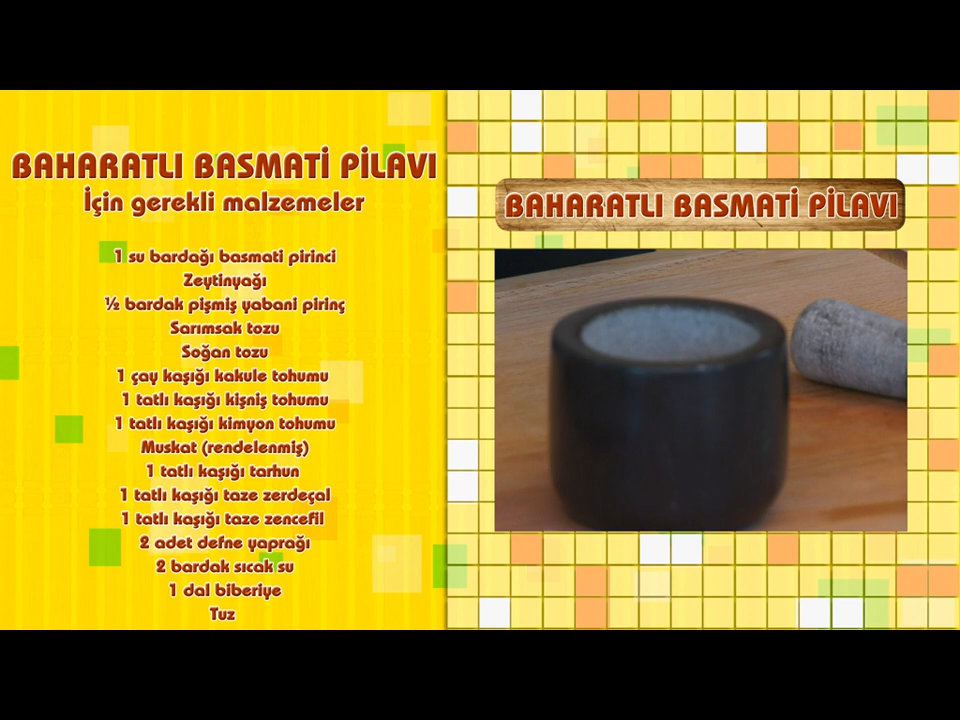 BAHARATLI BASMATİ PİLAVI
İçin gerekli malzemeler
1 su bardağı basmati pirinci
Zeytinyağı
½ bardak pişmiş yabani pirinç
Sarımsak tozu
Soğan tozu
1 çay kaşığı kakule tohumu
1 tatlı kaşığı kişniş tohumu
1 tatlı kaşığı kimyon tohumu
Muskat (rendelenmiş)
1 tatlı kaşığı tarhun
1 tatlı kaşığı taze zerdeçal
1 tatlı kaşığı taze zencefil
2 adet defne yaprağı
2 bardak sıcak su
1 dal biberiye
Tuz
BAHARATLI BASMATİ PİLAVI